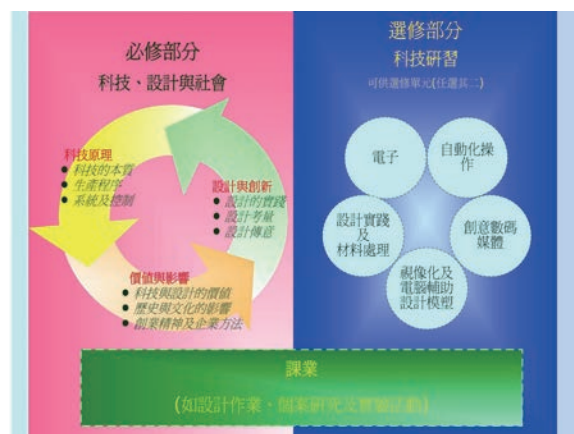 必修部分
科技、設計與社會
科技原理
● 科技的本質
● 生產程序
● 系統及控制
設計與創新
● 設計的實踐
● 設計考量
● 設計傳意
價值與影響
● 科技與設計的價值
● 歷史與文化的影響
● 創業精神及企業方法
選修部分
科技研習
可供選修單元(任選其二)
電子
自動化操
作
設計實踐
及
材料處理
創意數碼
媒體
視像化及
電腦輔助
設計模塑
課業
(如設計作業、個案研究及實驗活動)